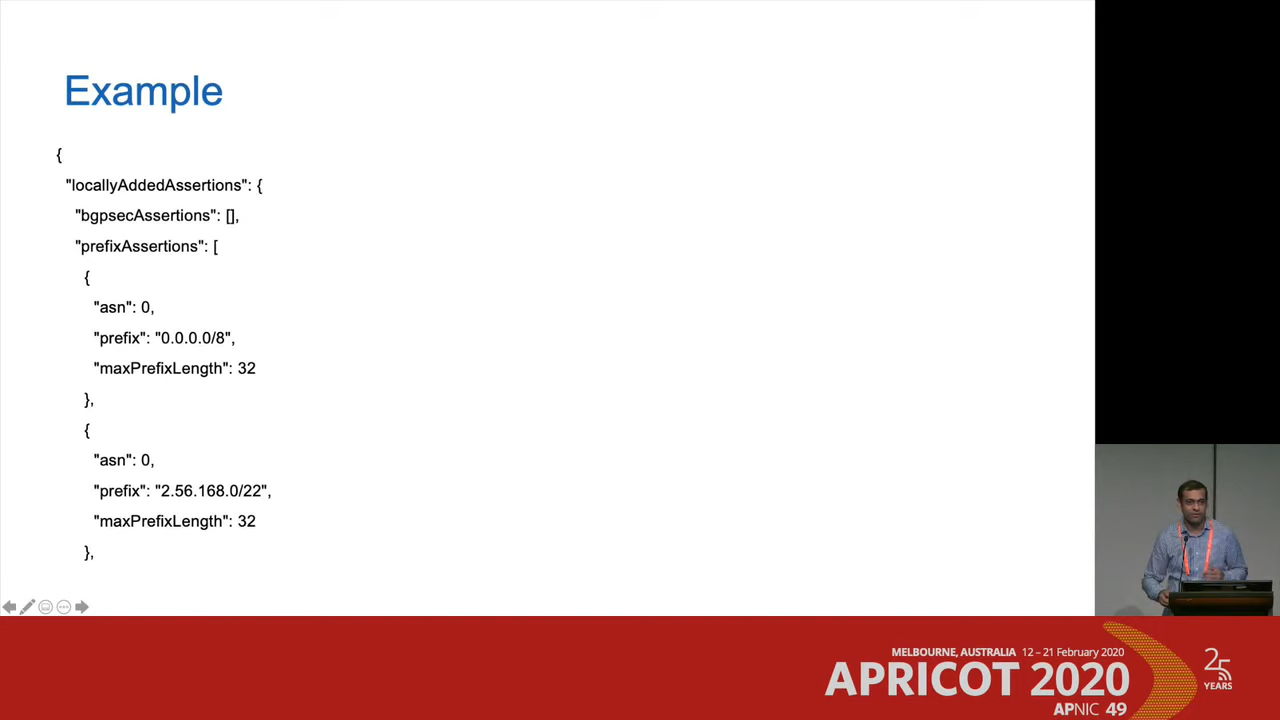 Example
{
"locallyAddedAssertions": {
"bgpsecAssertions": [],
"prefixAssertions": [
{
"asn": 0,
"prefix": "0.0.0.0/8",
"maxPrefixLength": 32
},
{
"asn": 0,
"prefix": "2.56.168.0/22",
"maxPrefixLength": 32
},
MELBOURNE, AUSTRALIA 12 – 21 February 2020
APRICOT 2020
APNIC 49
25
YEARS